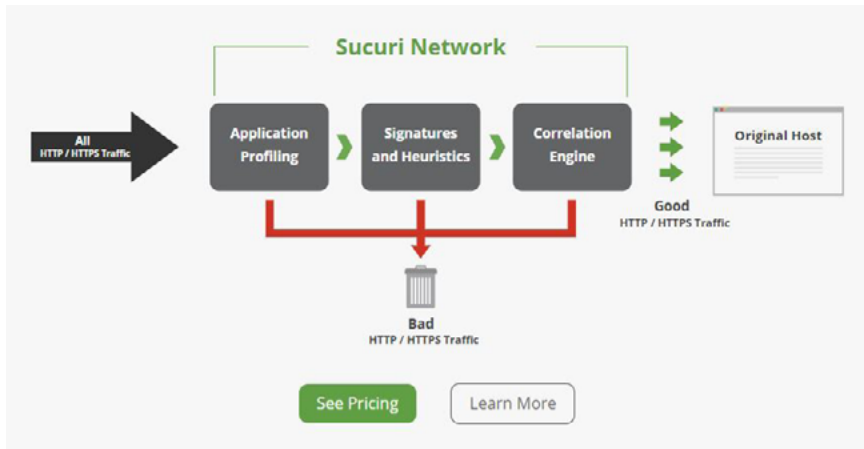 Sucuri Network
All
HTTP / HTTPS Traffic
Application
Profiling
Signatures
and Heuristics
Correlation
Engine
Original Host
Good
HTTP / HTTPS Traffic
Bad
HTTP / HTTPS Traffic
See Pricing
Learn More